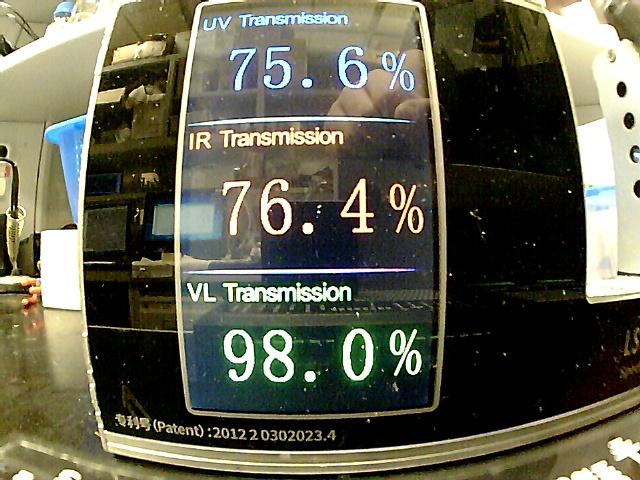 UV Transmission
75.6%
IR Transmission
76.4%
VL Transmission
98.0%
专利号(Patent):2012 2 0302023.4
LS